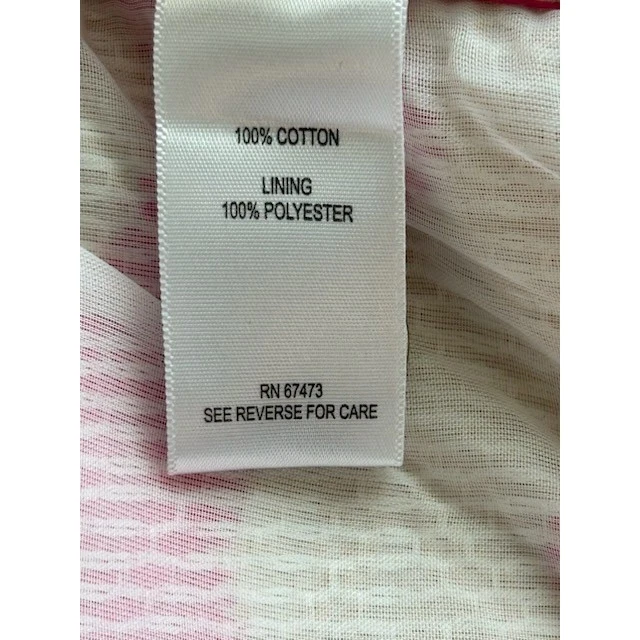 100% COTTON
LINING
100% POLYESTER
RN 67473
SEE REVERSE FOR CARE